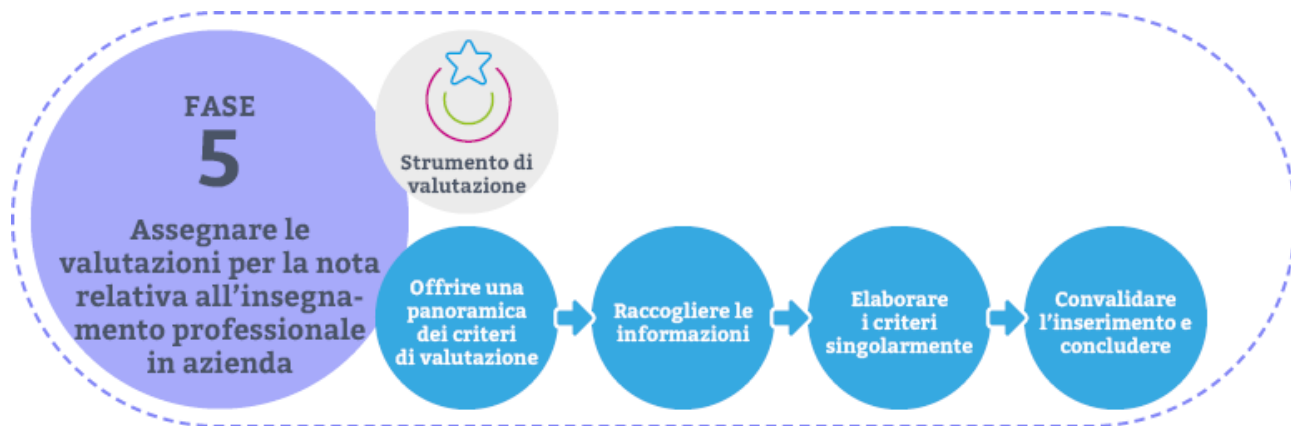 FASE
5
Assegnare le
valutazioni per la nota
relativa all'insegna-
mento professionale
in azienda
Strumento di
valutazione
Offrire una
panoramica
dei criteri
di valutazione
Raccogliere le
informazioni
Elaborare
i criteri
singolarmente
Convalidare
l'inserimento e
concludere